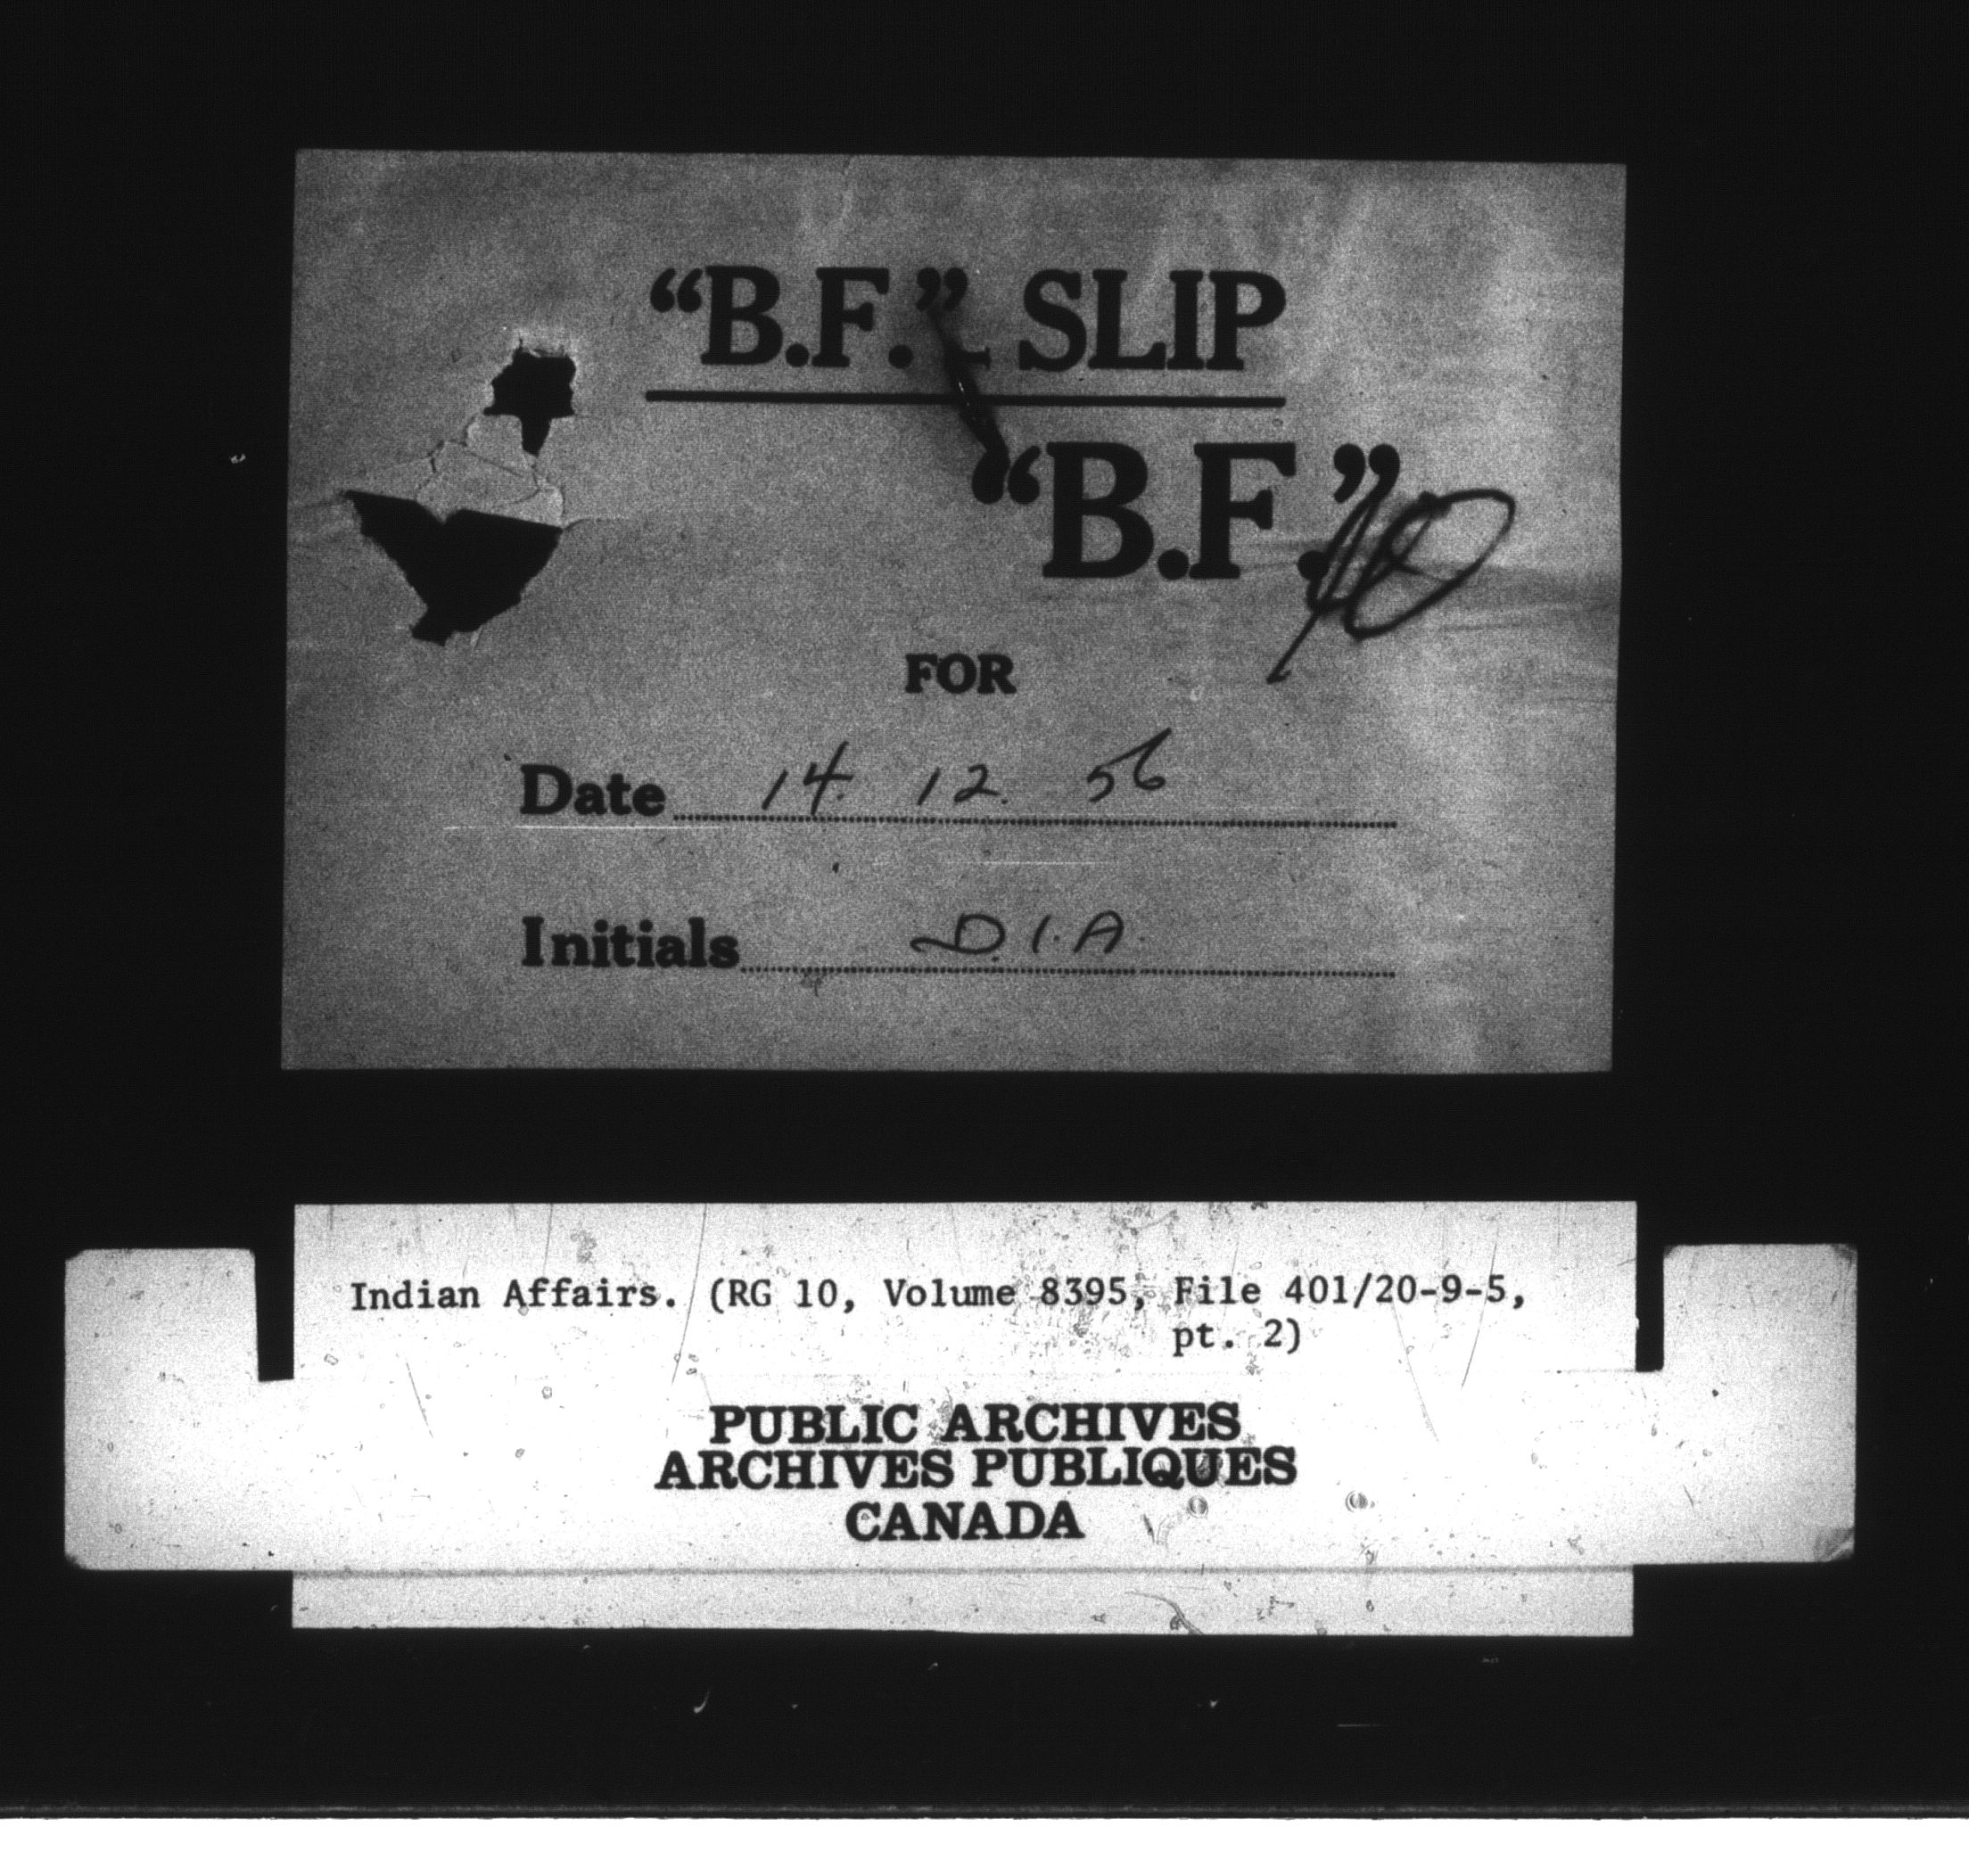 “B.F.” - SLIP
“B.F.”
FOR
Date 14. 12. 56
Initials D.I.A.
Indian Affairs. (RG 10, Volume 8395, File 401/20-9-5,
pt. 2)
PUBLIC ARCHIVES
ARCHIVES PUBLIQUES
CANADA